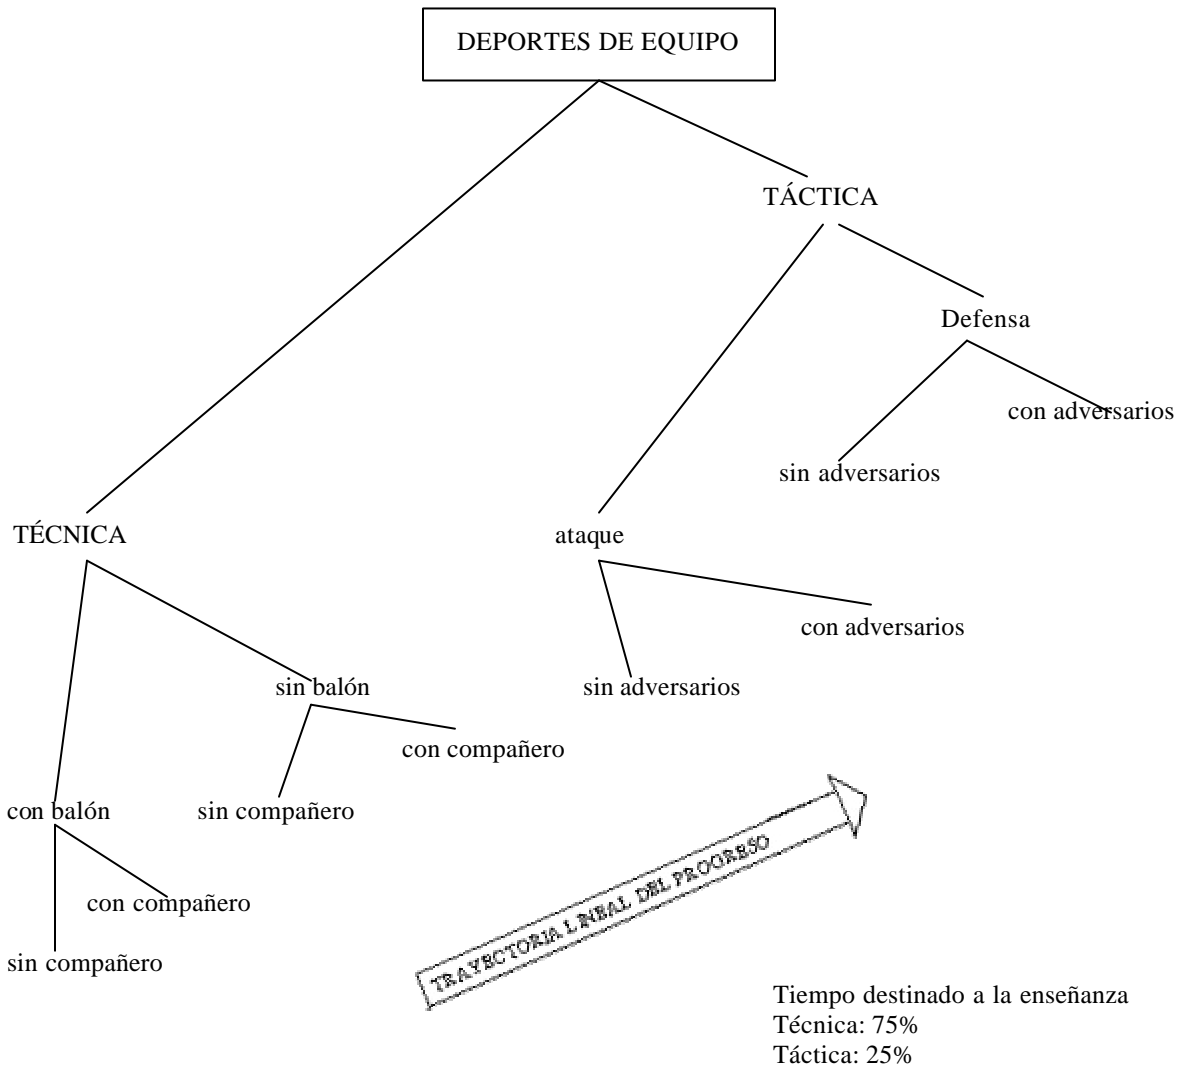 DEPORTES DE EQUIPO
TÁCTICA
Defensa
con adversarios
sin adversarios
TÉCNICA
ataque
con adversarios
sin balón
sin adversarios
con compañero
con balón
sin compañero
con compañero
sin compañero
TRAYECTORIA LINEAL DEL PROGRESO
Tiempo destinado a la enseñanza
Técnica: 75%
Táctica: 25%